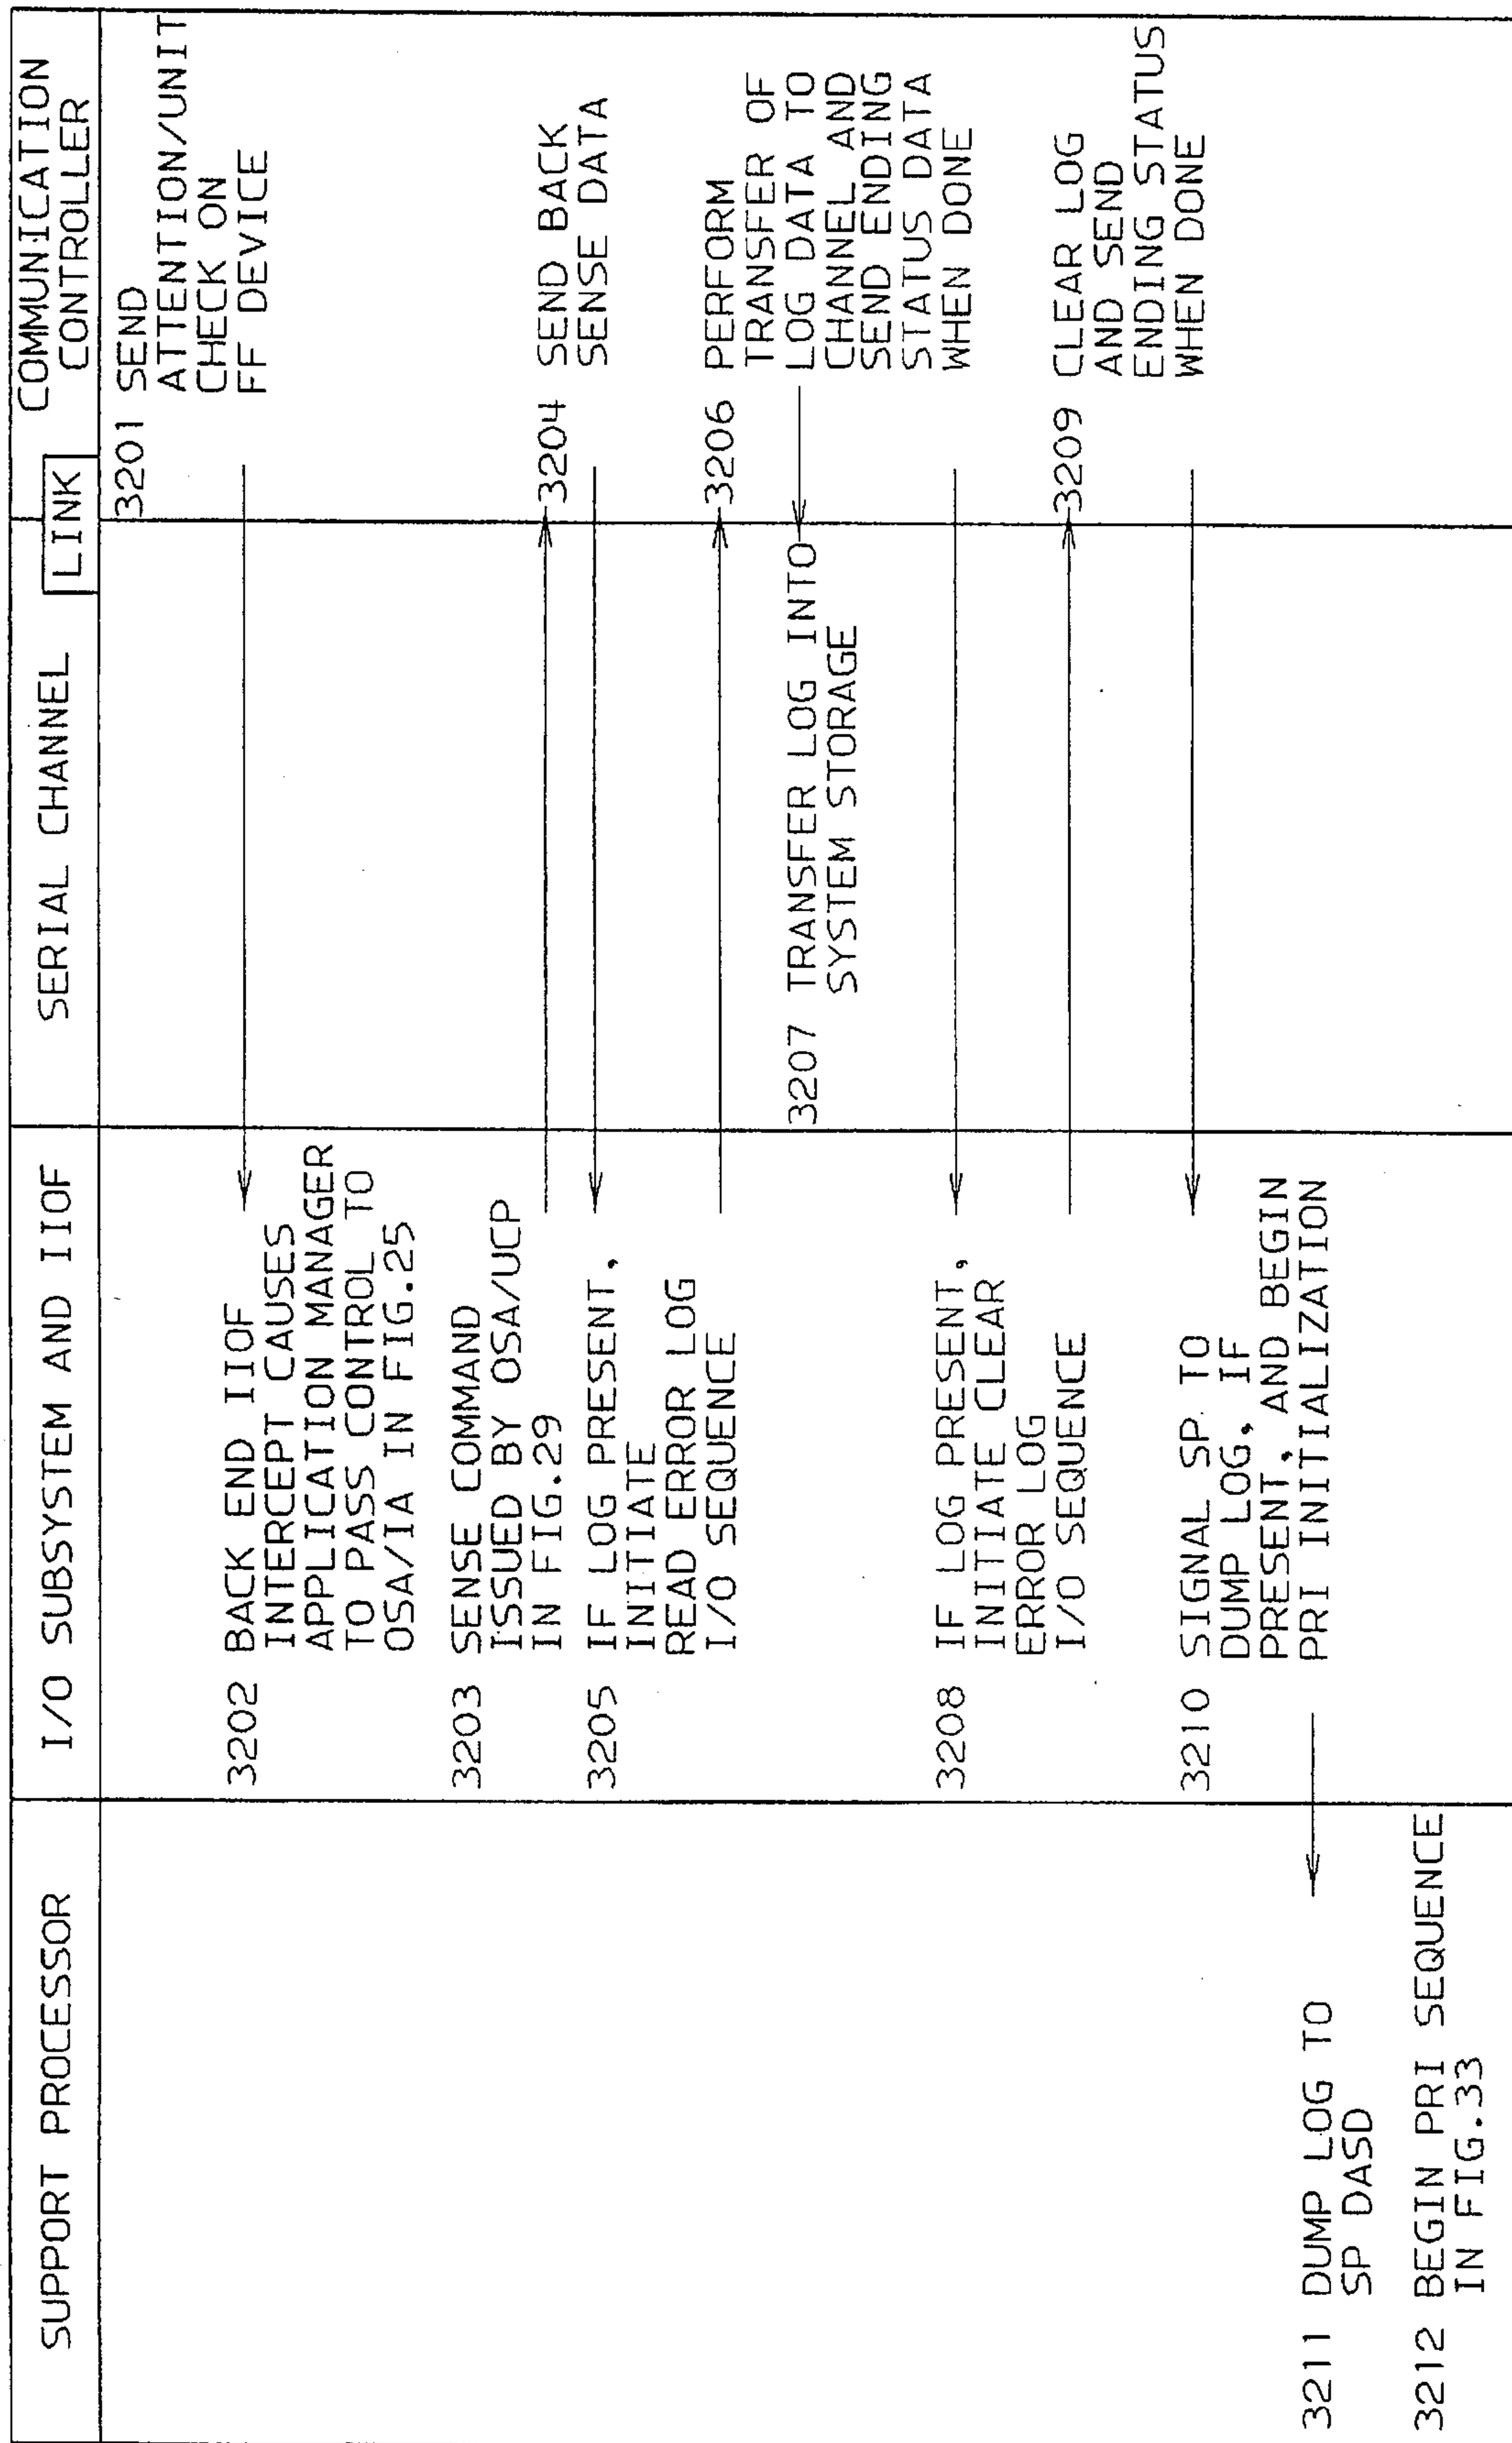 SUPPORT PROCESSOR
I/O SUBSYSTEM AND IIOF
SERIAL CHANNEL
LINK
COMMUNICATION
CONTROLLER
3201 SEND
ATTENTION/UNIT
CHECK ON
FF DEVICE
3202 BACK END IIOF
INTERCEPT CAUSES
APPLICATION MANAGER
TO PASS CONTROL TO
OSA/IA IN FIG.25
3203 SENSE COMMAND
ISSUED BY OSA/UCP
IN FIG.29
3204 SEND BACK
SENSE DATA
3205 IF LOG PRESENT,
INITIATE
READ ERROR LOG
I/O SEQUENCE
3206 PERFORM
TRANSFER OF
LOG DATA TO
CHANNEL AND
SEND ENDING
STATUS DATA
WHEN DONE
3207 TRANSFER LOG INTO
SYSTEM STORAGE
3208 IF LOG PRESENT,
INITIATE CLEAR
ERROR LOG
I/O SEQUENCE
3209 CLEAR LOG
AND SEND
ENDING STATUS
WHEN DONE
3210 SIGNAL SP TO
DUMP LOG, IF
PRESENT, AND BEGIN
PRI INITIALIZATION
3211 DUMP LOG TO
SP DASD
3212 BEGIN PRI SEQUENCE
IN FIG.33